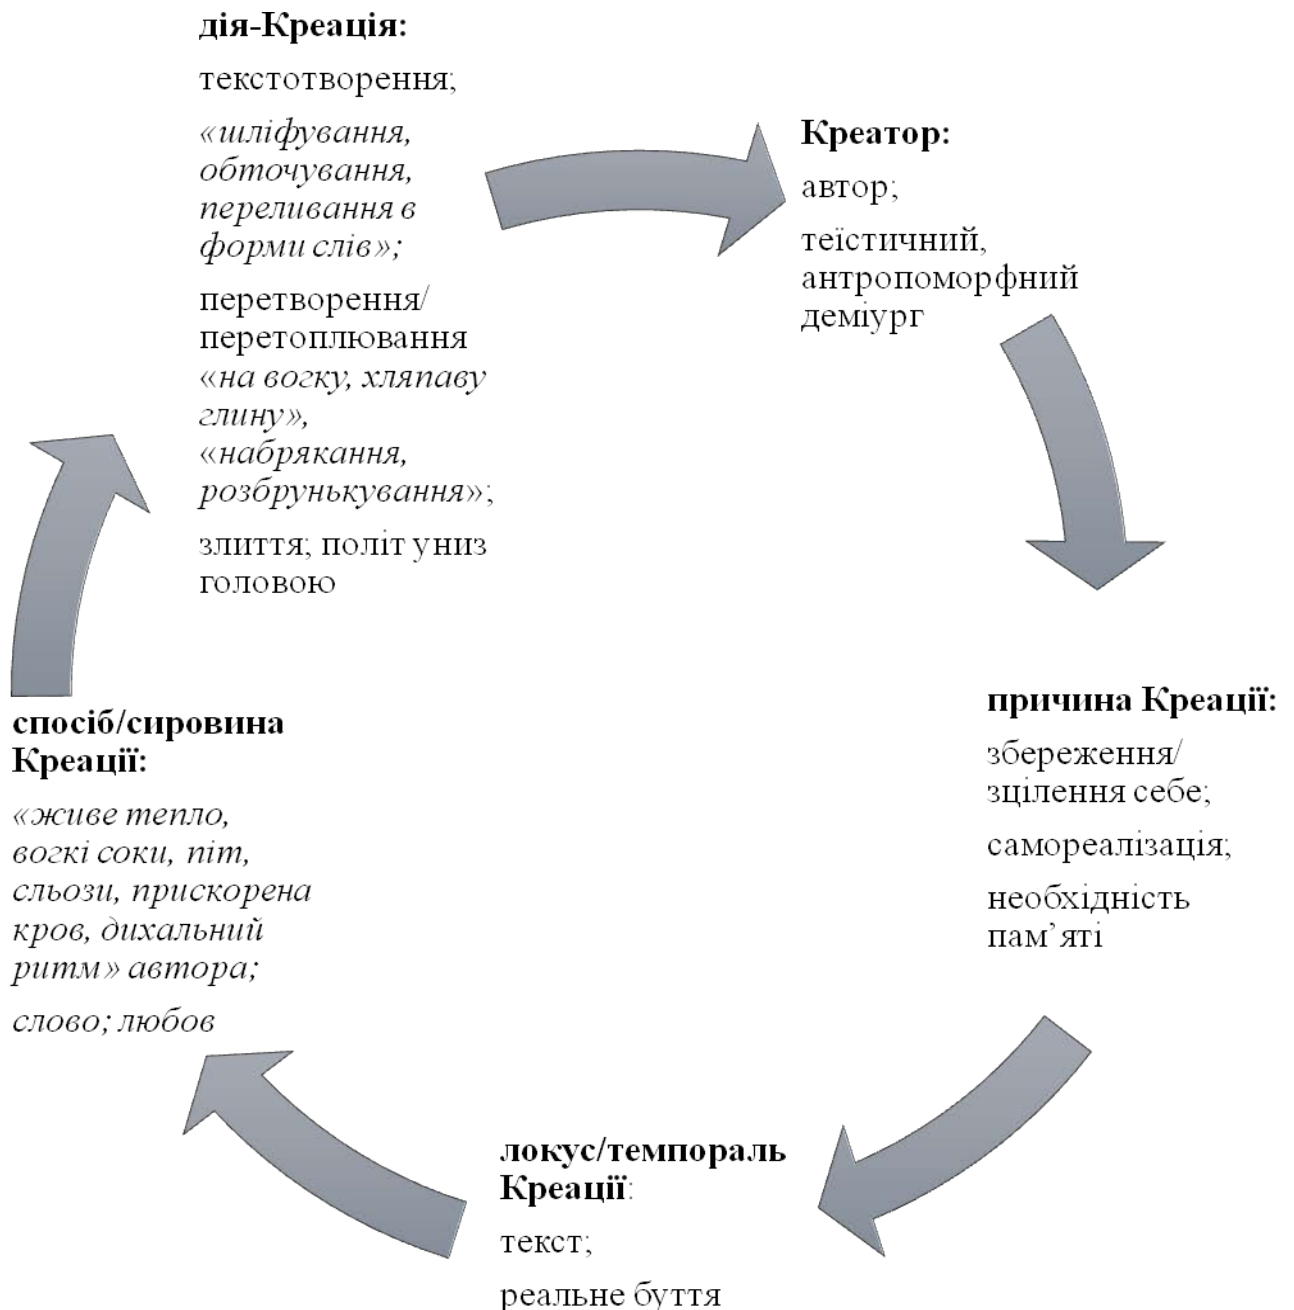 дія-Креація:
текстотворення;
«шліфування,
обточування,
переливання в
форми слів»;
перетворення/
перетоплювання
«на вогку, хляпаву
глину»,
«набрякання,
розбрунькування»;
злиття; політ униз
головою
Креатор:
автор;
теїстичний,
антропоморфний
деміург
причина Креації:
збереження/
зцілення себе;
самореалізація;
необхідність
пам’яті
локус/темпораль
Креації:
текст;
реальне буття
спосіб/сировина
Креації:
«живе тепло,
вогкі соки, піт,
сльози, прискорена
кров, дихальний
ритм» автора;
слово; любов